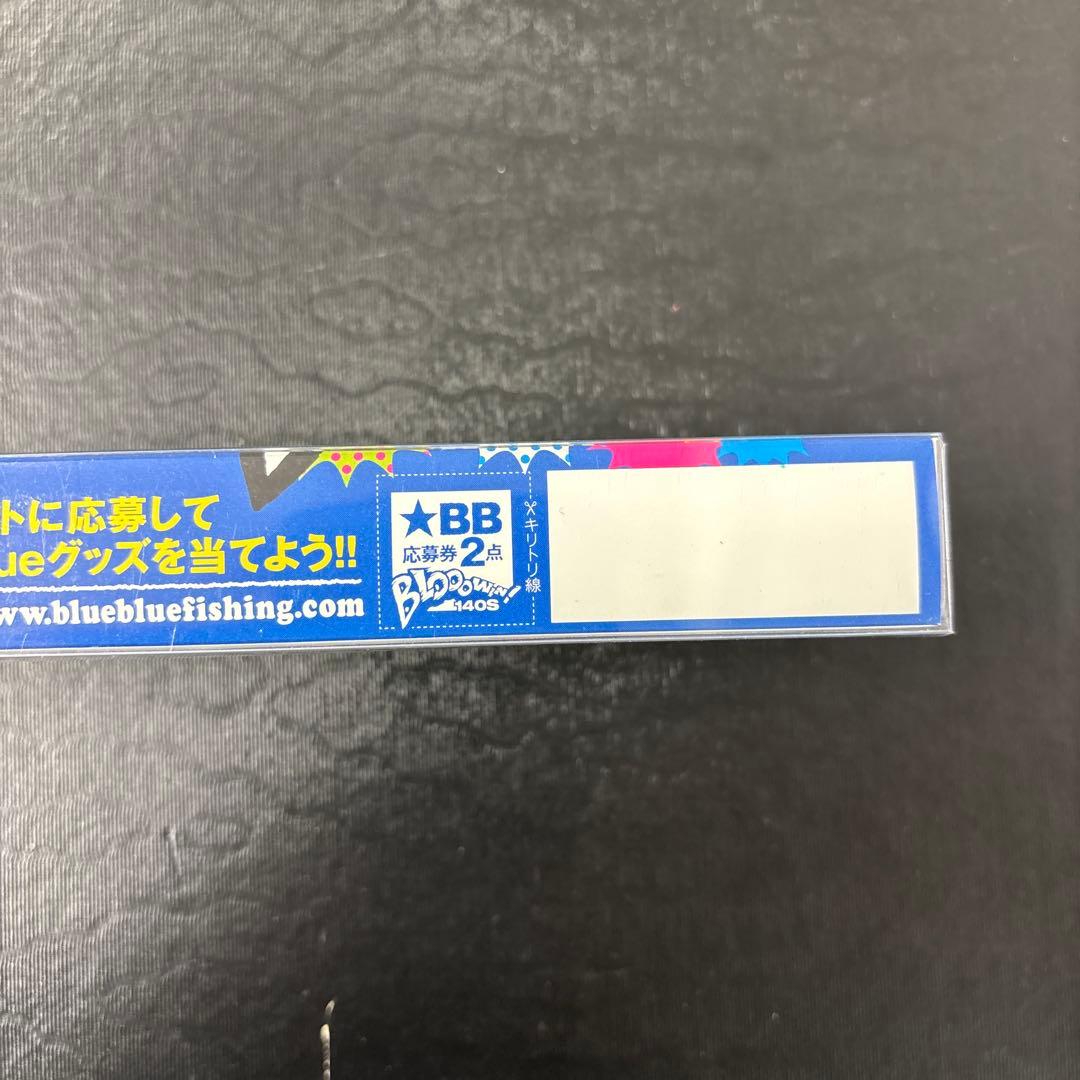 トに応募して
ueグッズを当てよう!!
ww.bluebluefishing.com
★BB
応募券2点
BLOOOWIN!
140S
キリトリ線